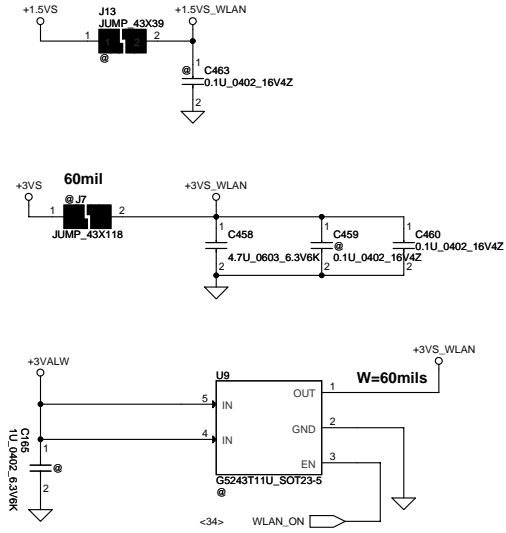 +1.5VS
J13
+1.5VS_WLAN
JUMP_43X39
1 1 2 2
@
1
@ C463
0.1U_0402_16V4Z
2
60mil
+3VS
@ J7
+3VS_WLAN
1 2
JUMP_43X118
1 C458
4.7U_0603_6.3V6K
2
1 C459
@
0.1U_0402_16V4Z
2
1 C460
0.1U_0402_16V4Z
2
+3VALW
+3VS_WLAN
U9
W=60mils
OUT 1
5 IN
GND 2
4 IN
EN 3
C165
1U_0402_6.3V6K
1
@
2
G5243T11U_SOT23-5
@
<34> WLAN_ON